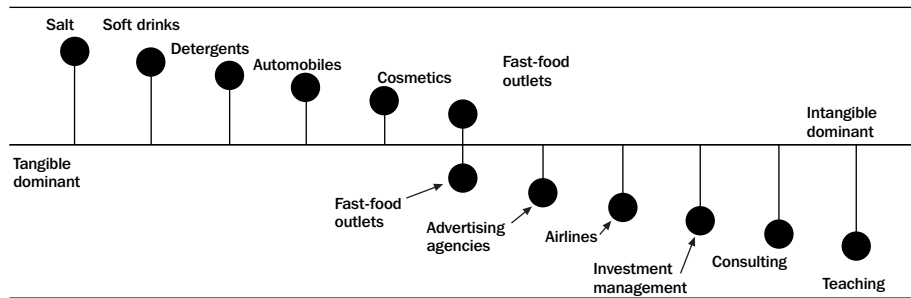 Salt
Soft drinks
Detergents
Automobiles
Cosmetics
Fast-food
outlets
Intangible
dominant
Tangible
dominant
Fast-food
outlets
Advertising
agencies
Airlines
Investment
management
Consulting
Teaching